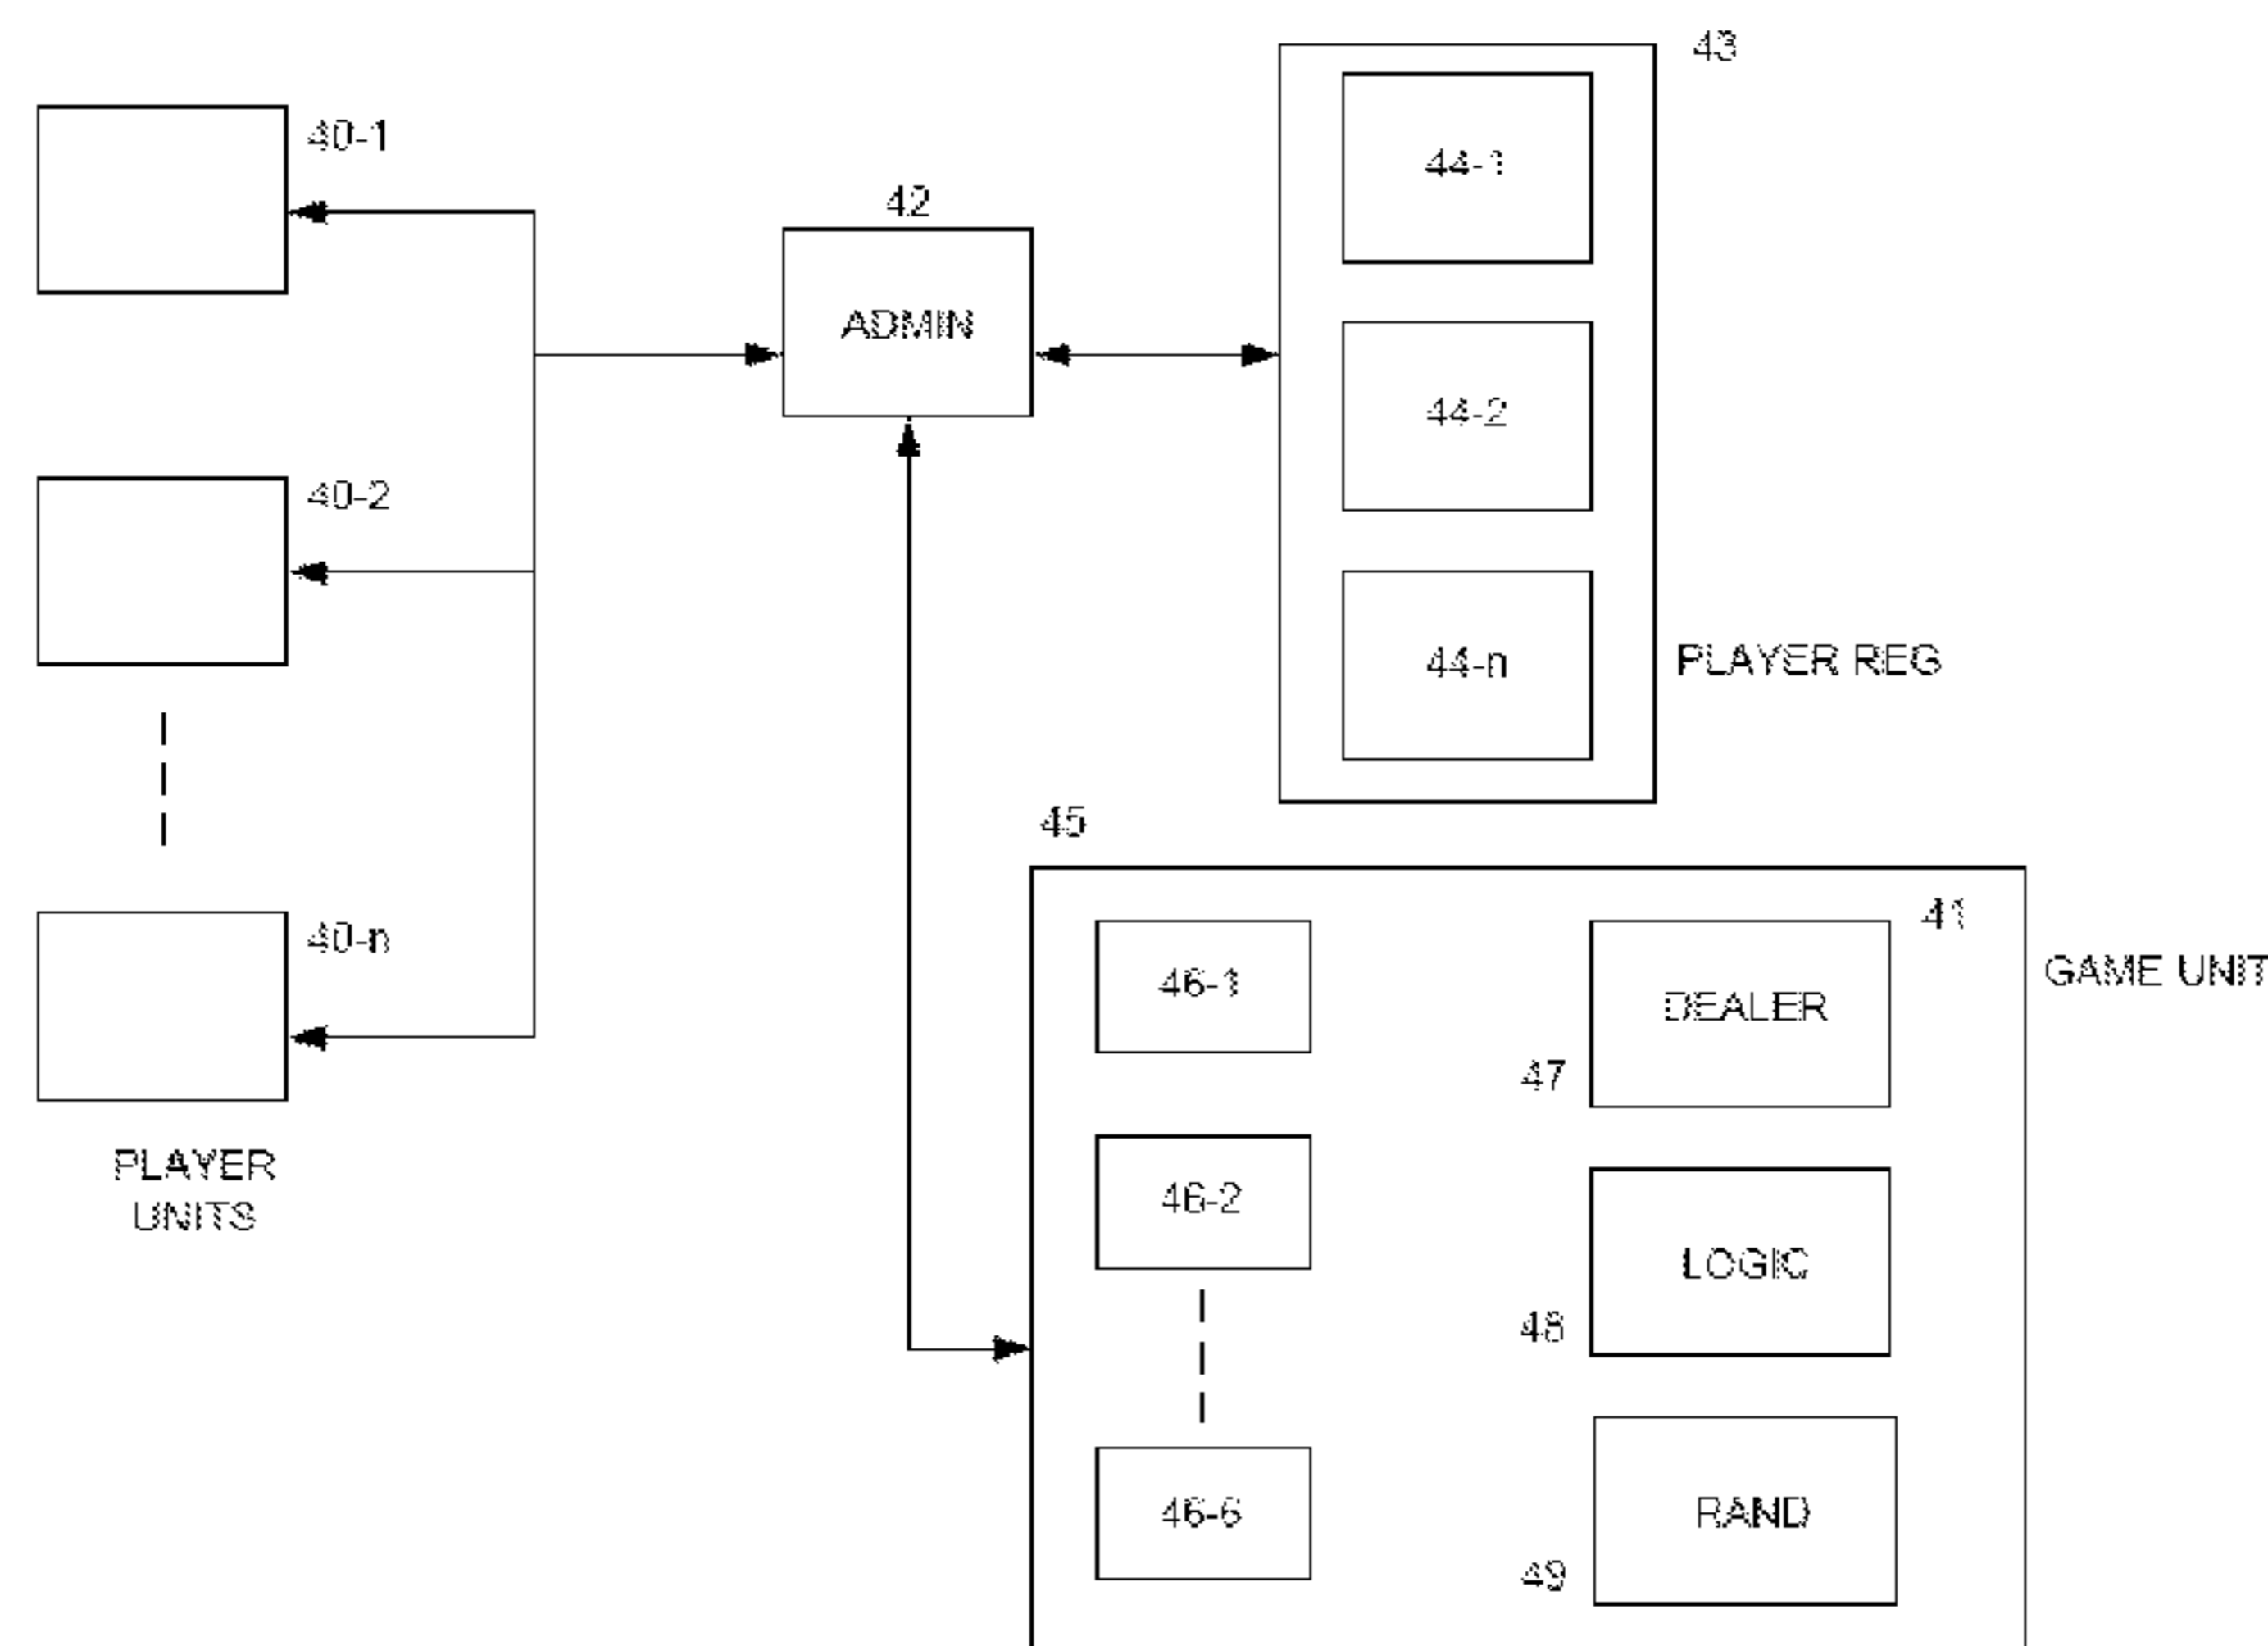 40-1
40-2
40-n
PLAYER
UNITS
42
ADMIN
43
44-1
44-2
44-n
PLAYER REG
45
46-1
46-2
46-6
41
GAME UNIT
DEALER
47
LOGIC
48
RAND
49